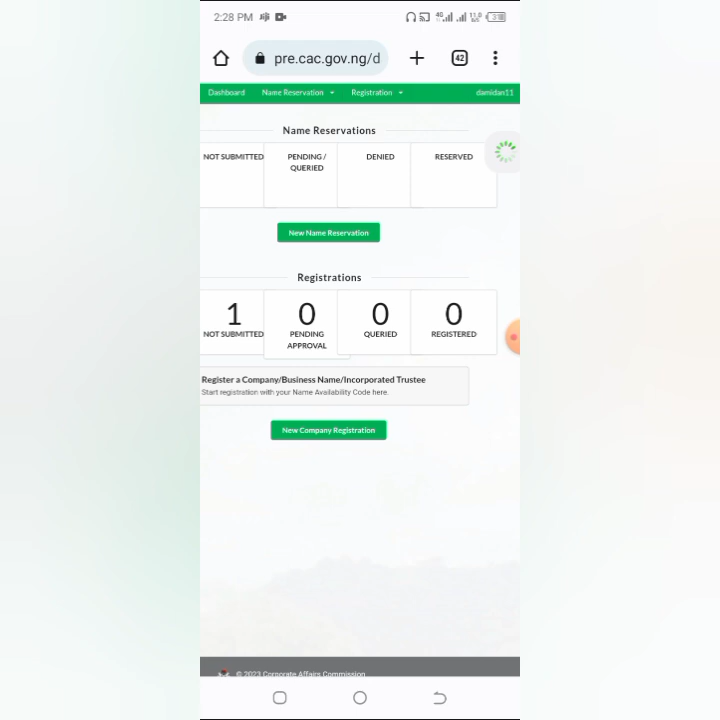 2:28 PM
pre.cac.gov.ng/d
42
Dashboard Name Reservation Registration damidan11
Name Reservations
NOT SUBMITTED
PENDING /
QUERIED
DENIED
RESERVED
New Name Reservation
Registrations
1
NOT SUBMITTED
0
PENDING
APPROVAL
0
QUERIED
0
REGISTERED
Register a Company/Business Name/Incorporated Trustee
Start registration with your Name Availability Code here.
New Company Registration
© 2023 Corporate Affairs Commission